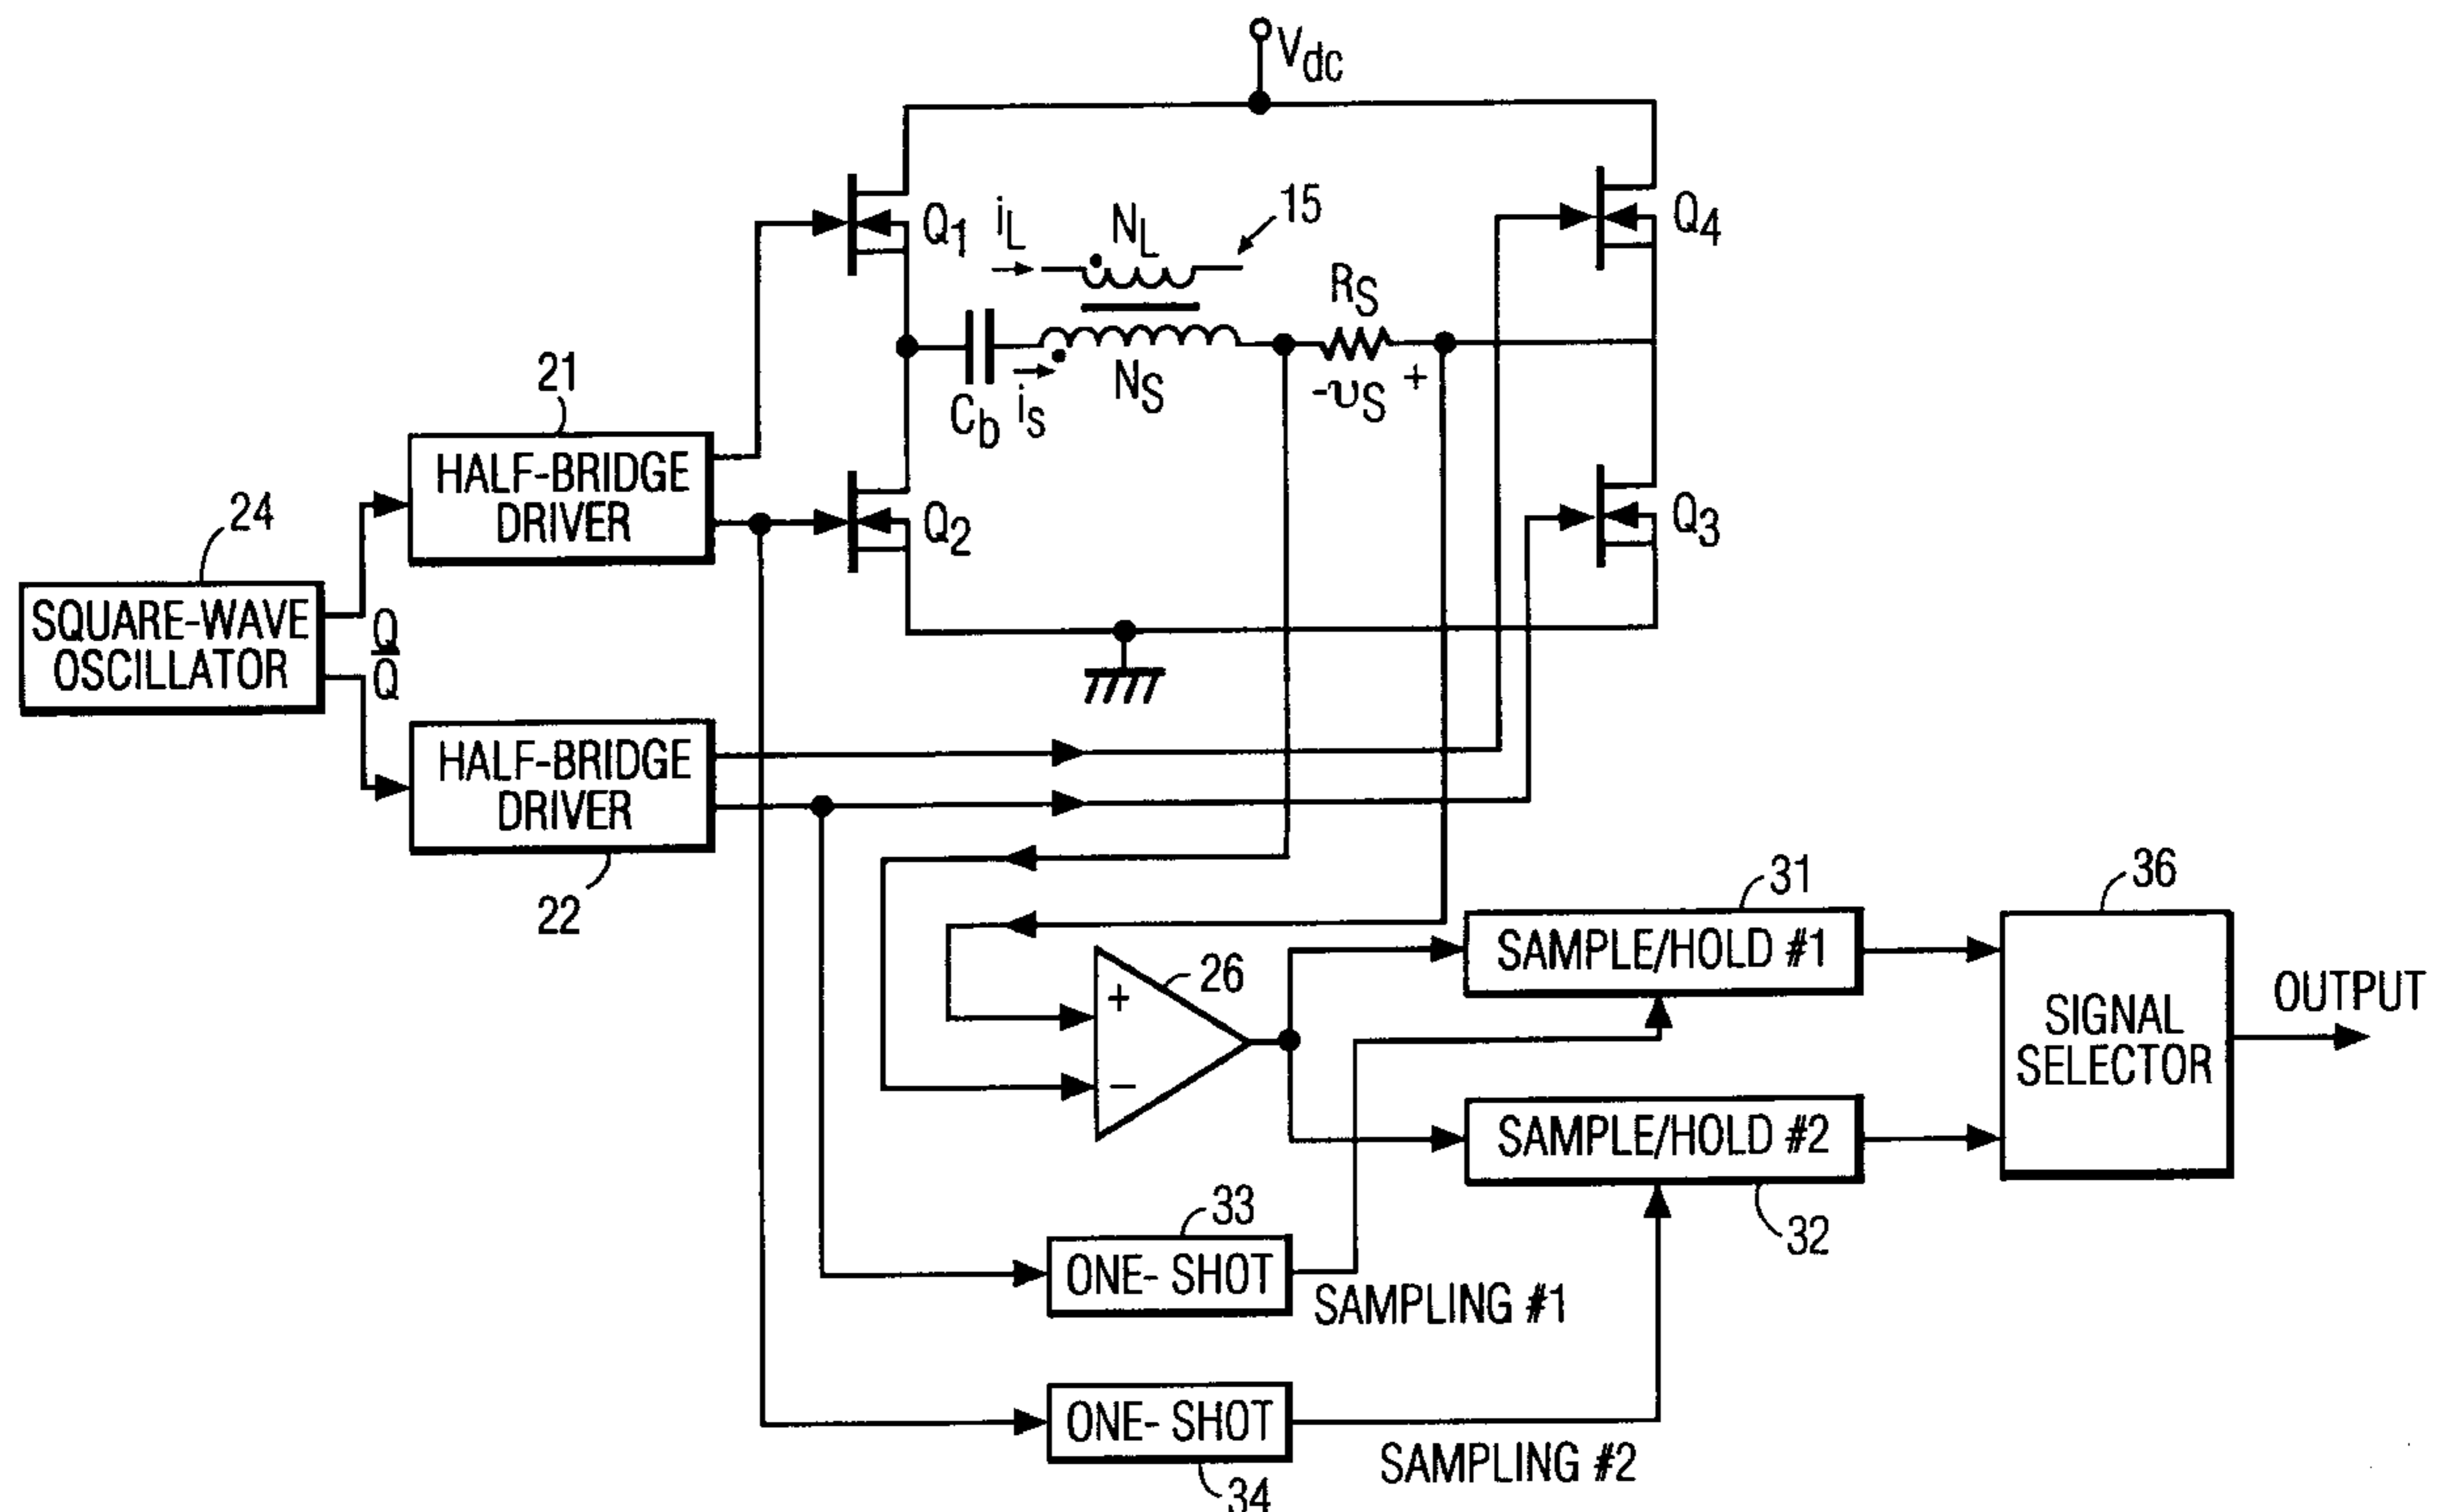 Vdc
Q1
iL
NL
15
Q4
RS
21
HALF-BRIDGE
DRIVER
Cb
is
NS
-υS +
24
Q2
Q3
SQUARE-WAVE
OSCILLATOR
Q
Q̅
HALF-BRIDGE
DRIVER
22
31
36
SAMPLE/HOLD #1
26
+
−
SIGNAL
SELECTOR
OUTPUT
SAMPLE/HOLD #2
33
32
ONE- SHOT
SAMPLING #1
ONE- SHOT
SAMPLING #2
34